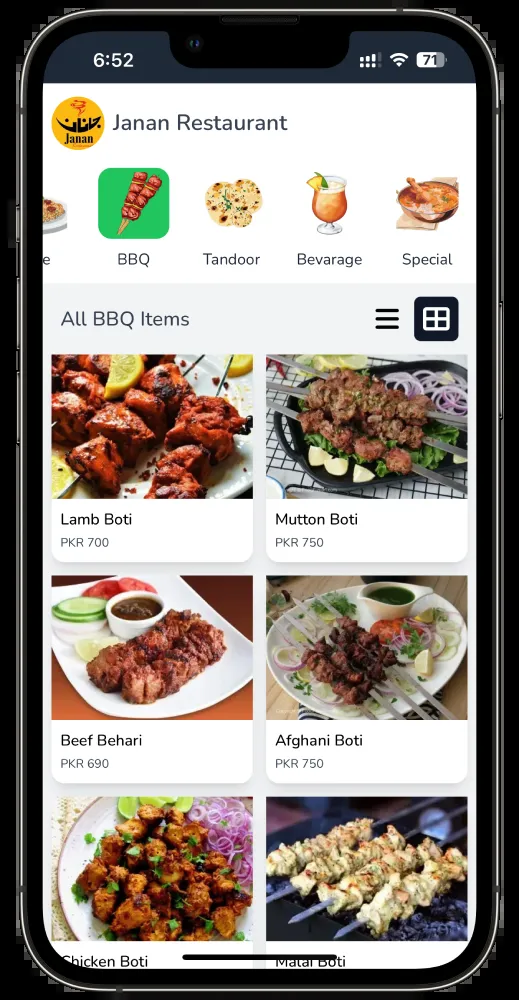 6:52
71
جانان
Janan
Janan Restaurant
e
BBQ
Tandoor
Bevarage
Special
All BBQ Items
Lamb Boti
Mutton Boti
PKR 700
PKR 750
Beef Behari
Afghani Boti
PKR 690
PKR 750
Chicken Boti
Malai Boti